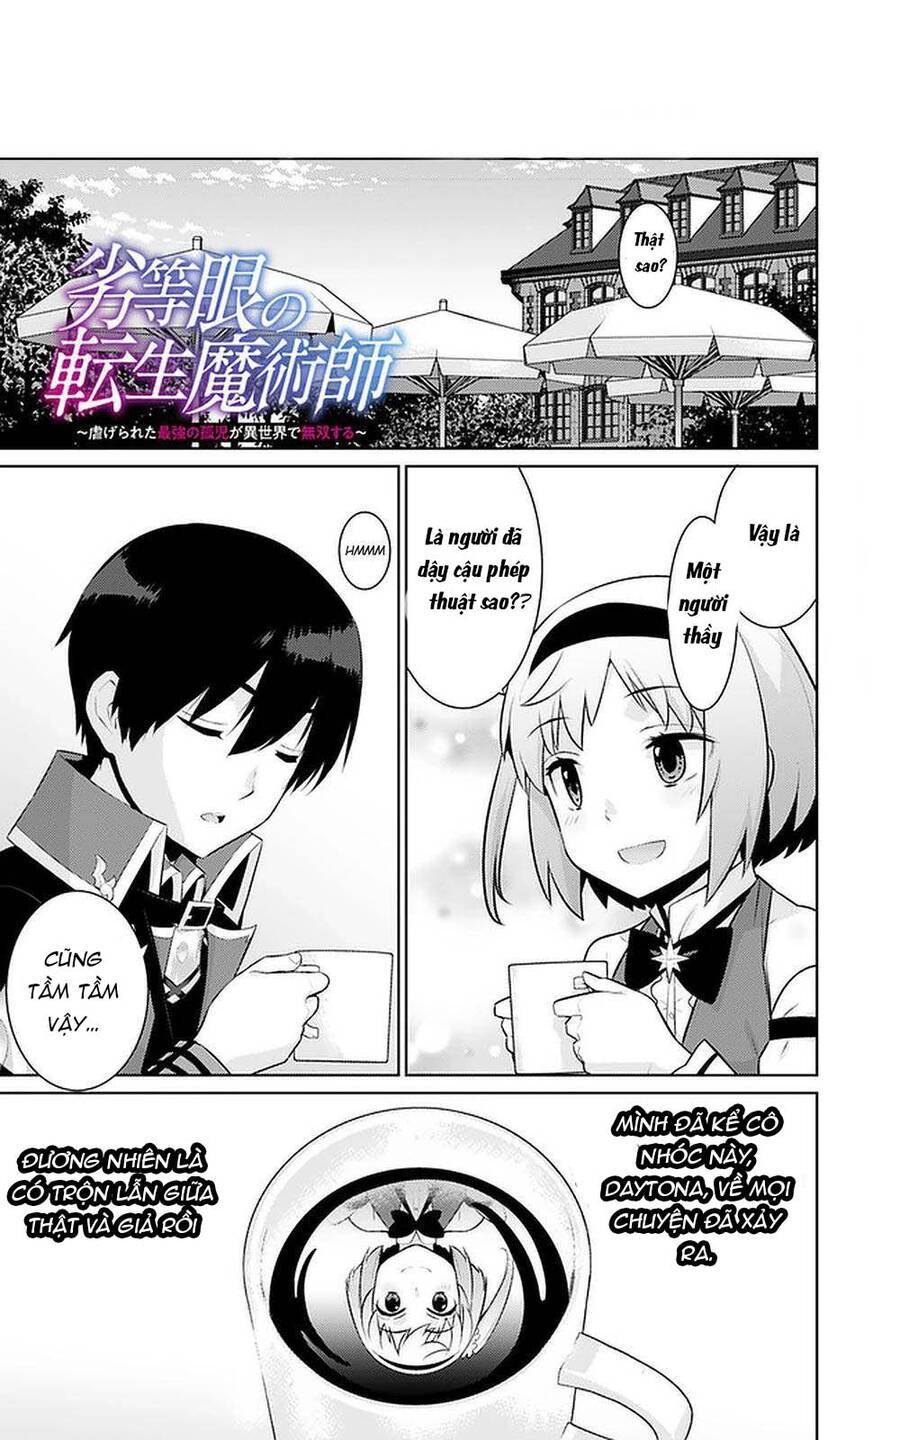 Thật
sao?
劣等眼の
転生魔術師
～虐げられた最強の孤児が異世界で無双する～
Vậy là
Một
người
thầy
Là người đã
dậy cậu phép
thuật sao??
HMMM
CŨNG
TẦM TẦM
VẬY...
MÌNH ĐÃ KỂ CÔ
NHÓC NÀY,
DAYTONA, VỀ MỌI
CHUYỆN ĐÃ XẢY
RA.
ĐƯƠNG NHIÊN LÀ
CÓ TRỘN LẪN GIỮA
THẬT VÀ GIẢ RỒI